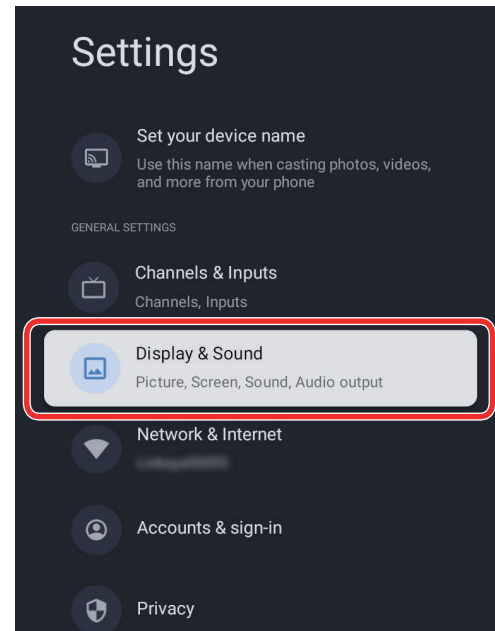 Settings
Set your device name
Use this name when casting photos, videos,
and more from your phone
GENERAL SETTINGS
Channels & Inputs
Channels, Inputs
Display & Sound
Picture, Screen, Sound, Audio output
Network & Internet
Accounts & sign-in
Privacy